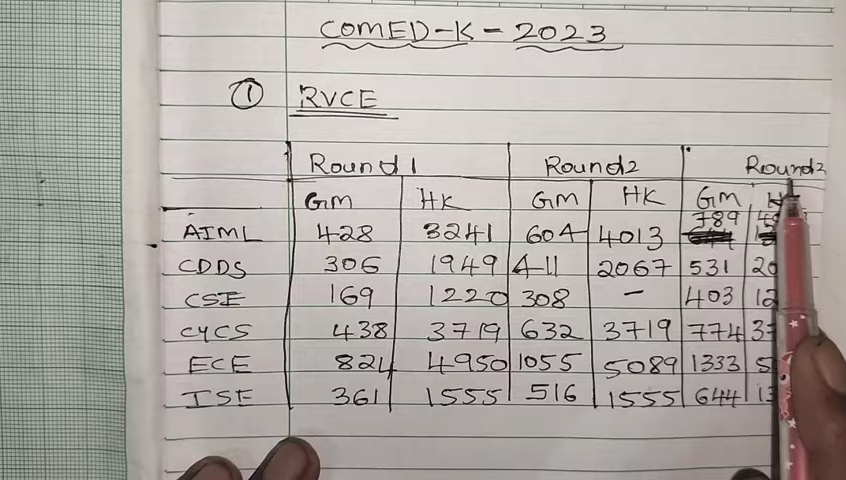 COMED-K-2023
① RVCE
Round 1 Round2 Round3
GM HK GM HK GM
AIML 428 3241 604 4013 789
CDDS 306 1949 411 2067 531
CSE 169 1220 308 - 403
CYCS 438 3719 632 3719 774
ECE 824 4950 1055 5089 1333
ISE 361 1555 516 1555 644